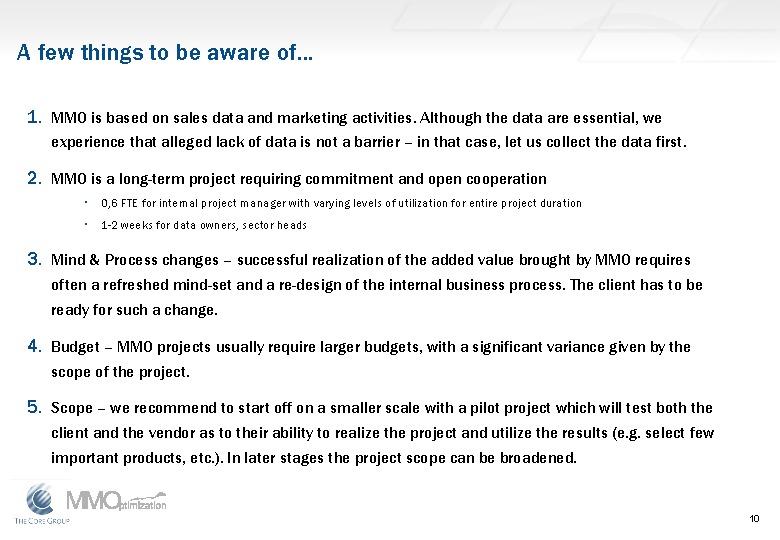 A few things to be aware of...
1. MMO is based on sales data and marketing activities. Although the data are essential, we
experience that alleged lack of data is not a barrier – in that case, let us collect the data first.
2. MMO is a long-term project requiring commitment and open cooperation
• 0,6 FTE for internal project manager with varying levels of utilization for entire project duration
• 1-2 weeks for data owners, sector heads
3. Mind & Process changes – successful realization of the added value brought by MMO requires
often a refreshed mind-set and a re-design of the internal business process. The client has to be
ready for such a change.
4. Budget – MMO projects usually require larger budgets, with a significant variance given by the
scope of the project.
5. Scope – we recommend to start off on a smaller scale with a pilot project which will test both the
client and the vendor as to their ability to realize the project and utilize the results (e.g. select few
important products, etc.). In later stages the project scope can be broadened.
MMOptimization
THE CORE GROUP
10